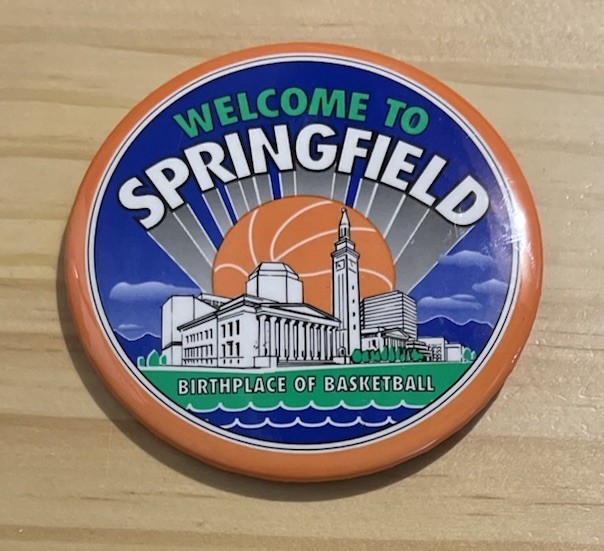 WELCOME TO
SPRINGFIELD
BIRTHPLACE OF BASKETBALL